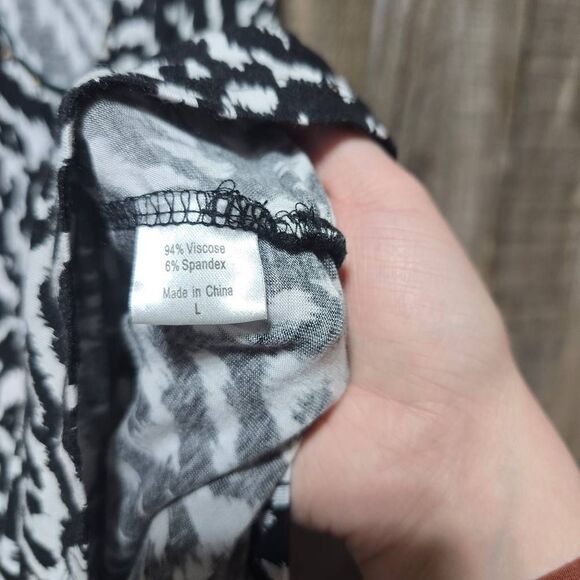 94% Viscose
6% Spandex
Made in China
L